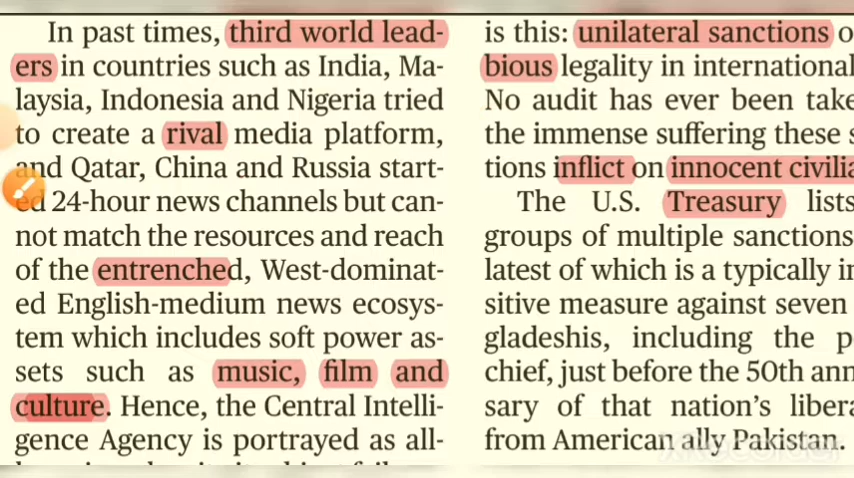 In past times, third world lead-
ers in countries such as India, Ma-
laysia, Indonesia and Nigeria tried
to create a rival media platform,
and Qatar, China and Russia start-
ed 24-hour news channels but can-
not match the resources and reach
of the entrenched, West-dominat-
ed English-medium news ecosys-
tem which includes soft power as-
sets such as music, film and
culture. Hence, the Central Intelli-
gence Agency is portrayed as all-
is this: unilateral sanctions o
bious legality in international
No audit has ever been take
the immense suffering these s
tions inflict on innocent civilia
The U.S. Treasury lists
groups of multiple sanctions
latest of which is a typically in
sitive measure against seven
gladeshis, including the p
chief, just before the 50th ann
sary of that nation's libera
from American ally Pakistan.